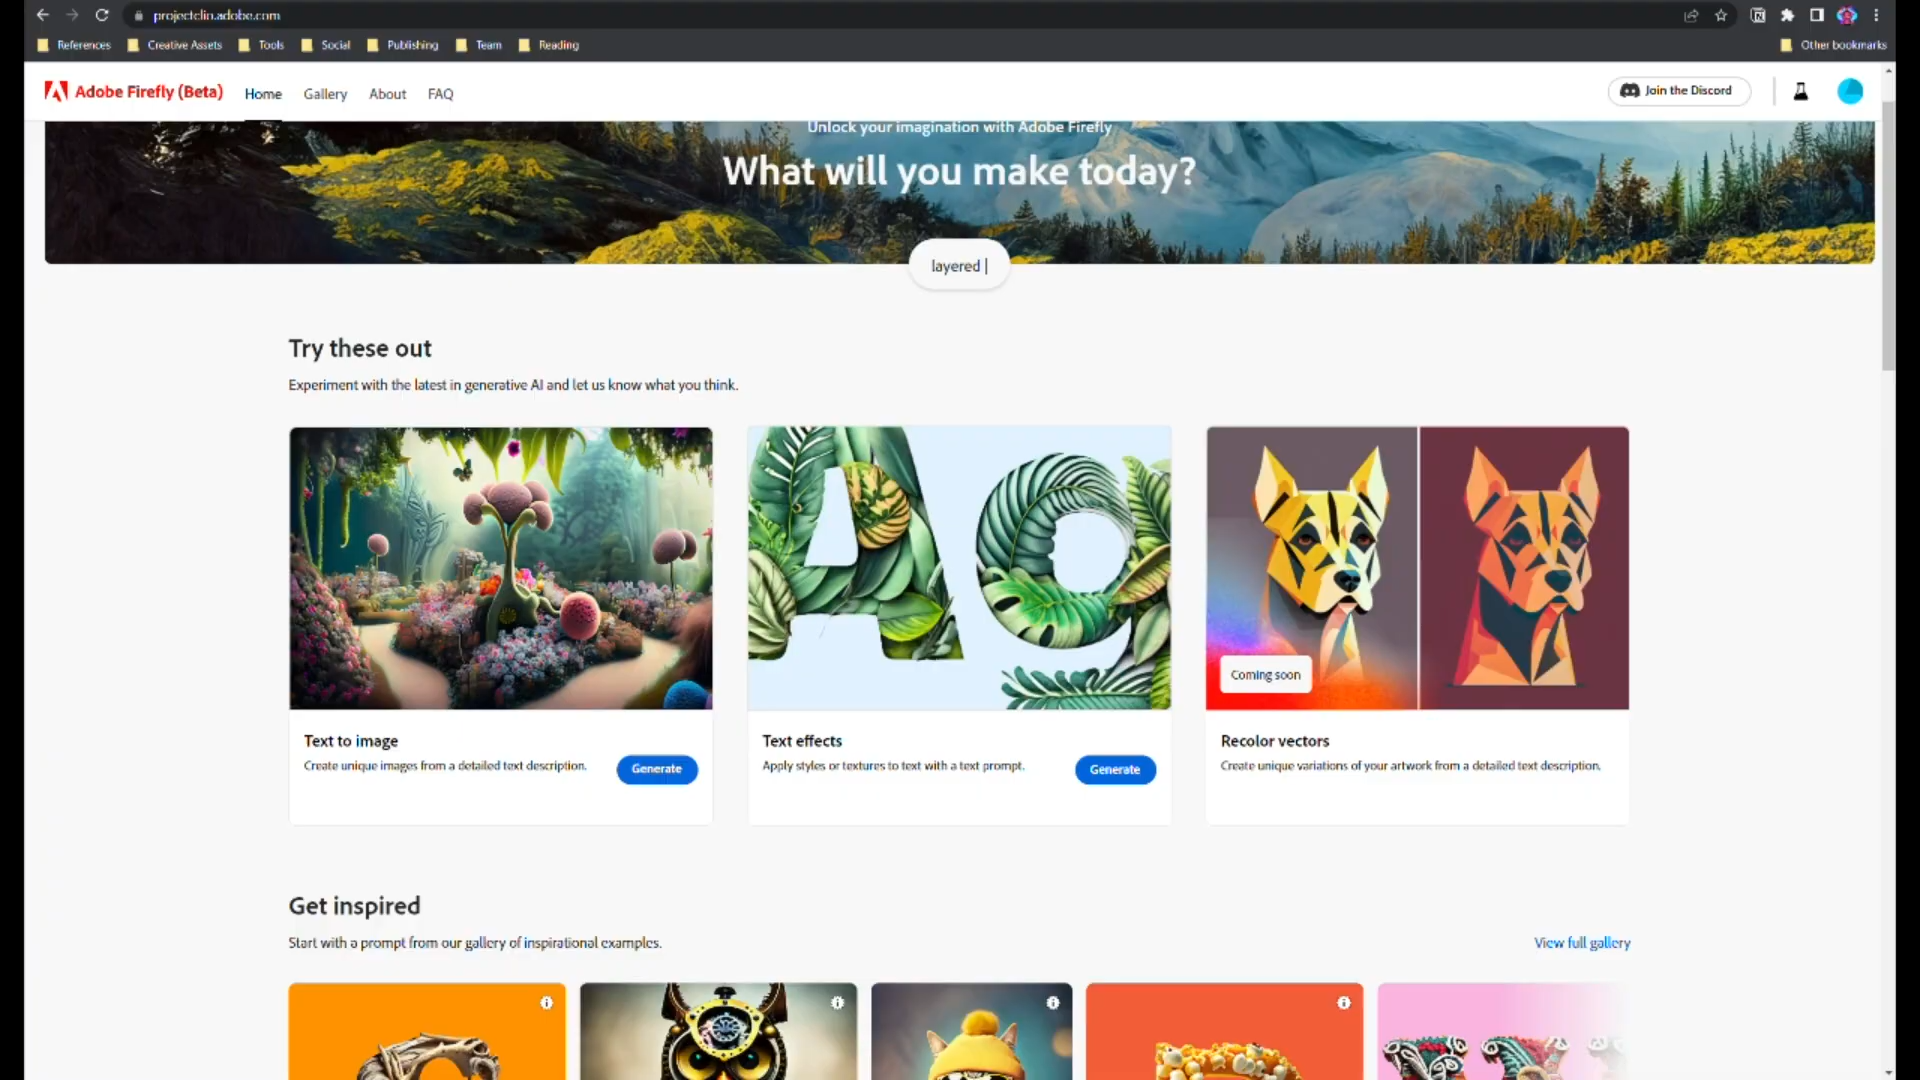 projectclio.adobe.com
References Creative Assets Tools Social Publishing Team Reading Other bookmarks
Adobe Firefly (Beta) Home Gallery About FAQ Join the Discord
Unlock your imagination with Adobe Firefly
What will you make today?
layered
Try these out
Experiment with the latest in generative AI and let us know what you think.
Ag
Coming soon
Text to image
Create unique images from a detailed text description.
Generate
Text effects
Apply styles or textures to text with a text prompt.
Generate
Recolor vectors
Create unique variations of your artwork from a detailed text description.
Get inspired
Start with a prompt from our gallery of inspirational examples.
View full gallery